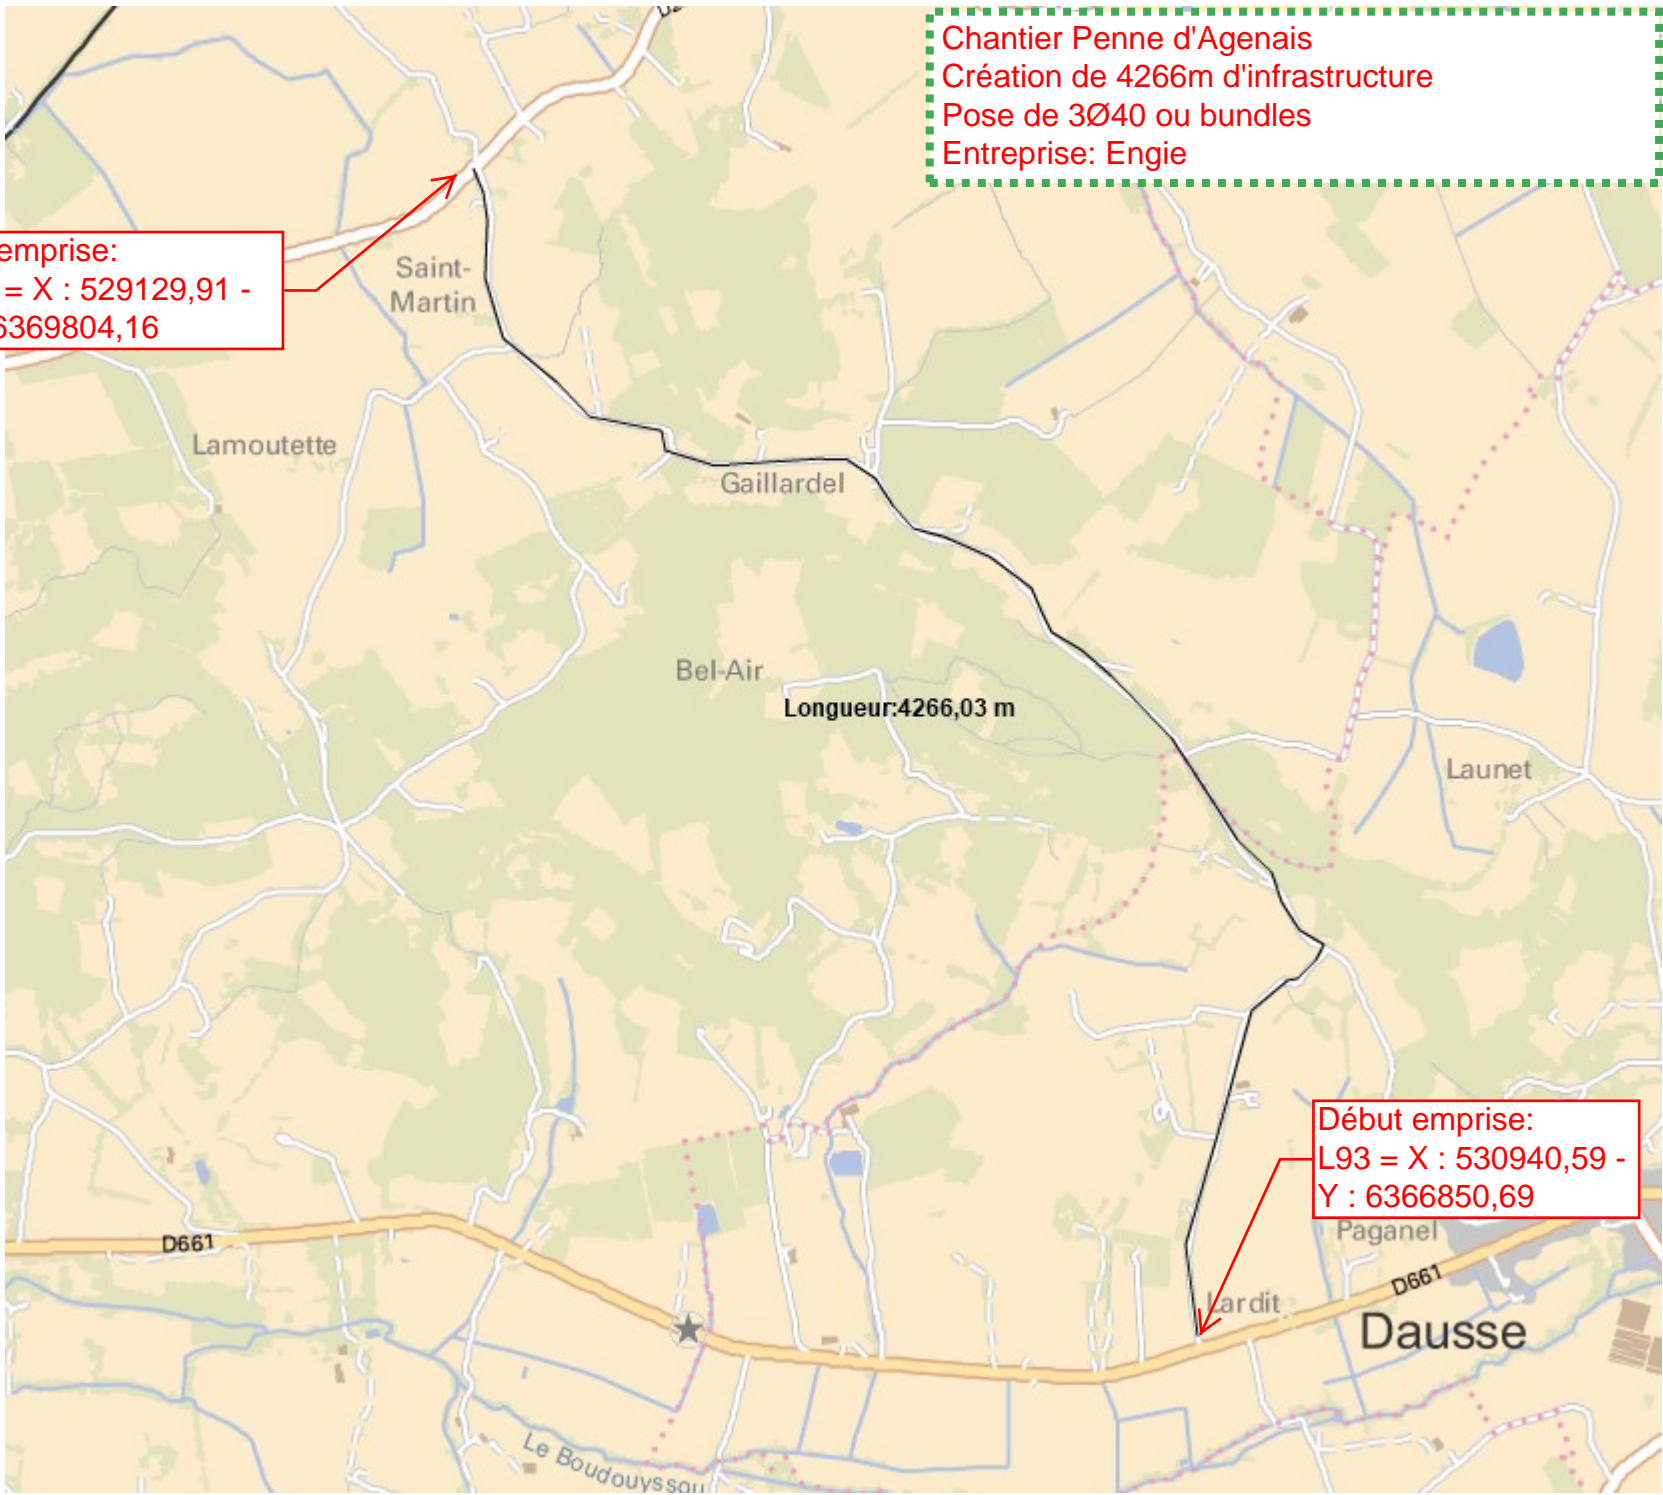 Chantier Penne d'Agenais
Création de 4266m d'infrastructure
Pose de 3Ø40 ou bundles
Entreprise: Engie
emprise:
= X : 529129,91 -
6369804,16
Saint-
Martin
Lamoutette
Gaillardel
Bel-Air
Longueur:4266,03 m
Launet
Début emprise:
L93 = X : 530940,59 -
Y : 6366850,69
Paganel
D661
D661
Lardit
Dausse
Le Boudouyssou